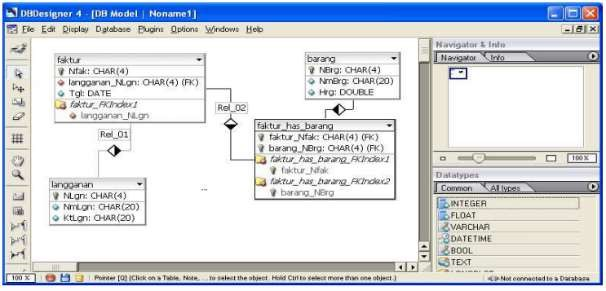 DBDesigner 4 - [DB Model | Noname1]
File Edit Display Database Plugins Options Windows Help
faktur
Nfak: CHAR(4)
langganan_NLgn: CHAR(4) (FK)
Tgl: DATE
faktur_FKIndex1
langganan_NLgn
Rel_01
langganan
NLgn: CHAR(4)
NmLgn: CHAR(20)
KtLgn: CHAR(20)
Rel_02
barang
NBrg: CHAR(4)
NmBrg: CHAR(20)
Hrg: DOUBLE
faktur_has_barang
faktur_Nfak: CHAR(4) (FK)
barang_NBrg: CHAR(4) (FK)
faktur_has_barang_FKIndex1
faktur_Nfak
faktur_has_barang_FKIndex2
barang_NBrg
Navigator & Info
Navigator Info
100 %
Datatypes
Common All types
INTEGER
FLOAT
VARCHAR
DATETIME
BOOL
TEXT
100 %
Pointer [Q] (Click on a Table, Note, ... to select the object. Hold Ctrl to select more than one object.)
Not connected to a Database